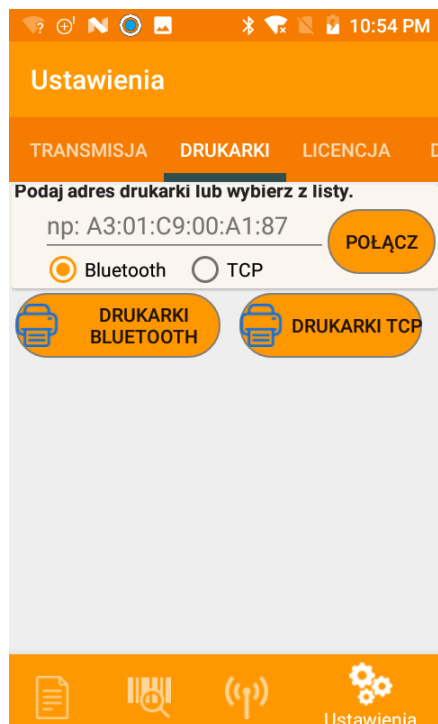 10:54 PM
Ustawienia
TRANSMISJA DRUKARKI LICENCJA
Podaj adres drukarki lub wybierz z listy.
np: A3:01:C9:00:A1:87
POŁĄCZ
Bluetooth TCP
DRUKARKI
BLUETOOTH
DRUKARKI TCP
Ustawienia